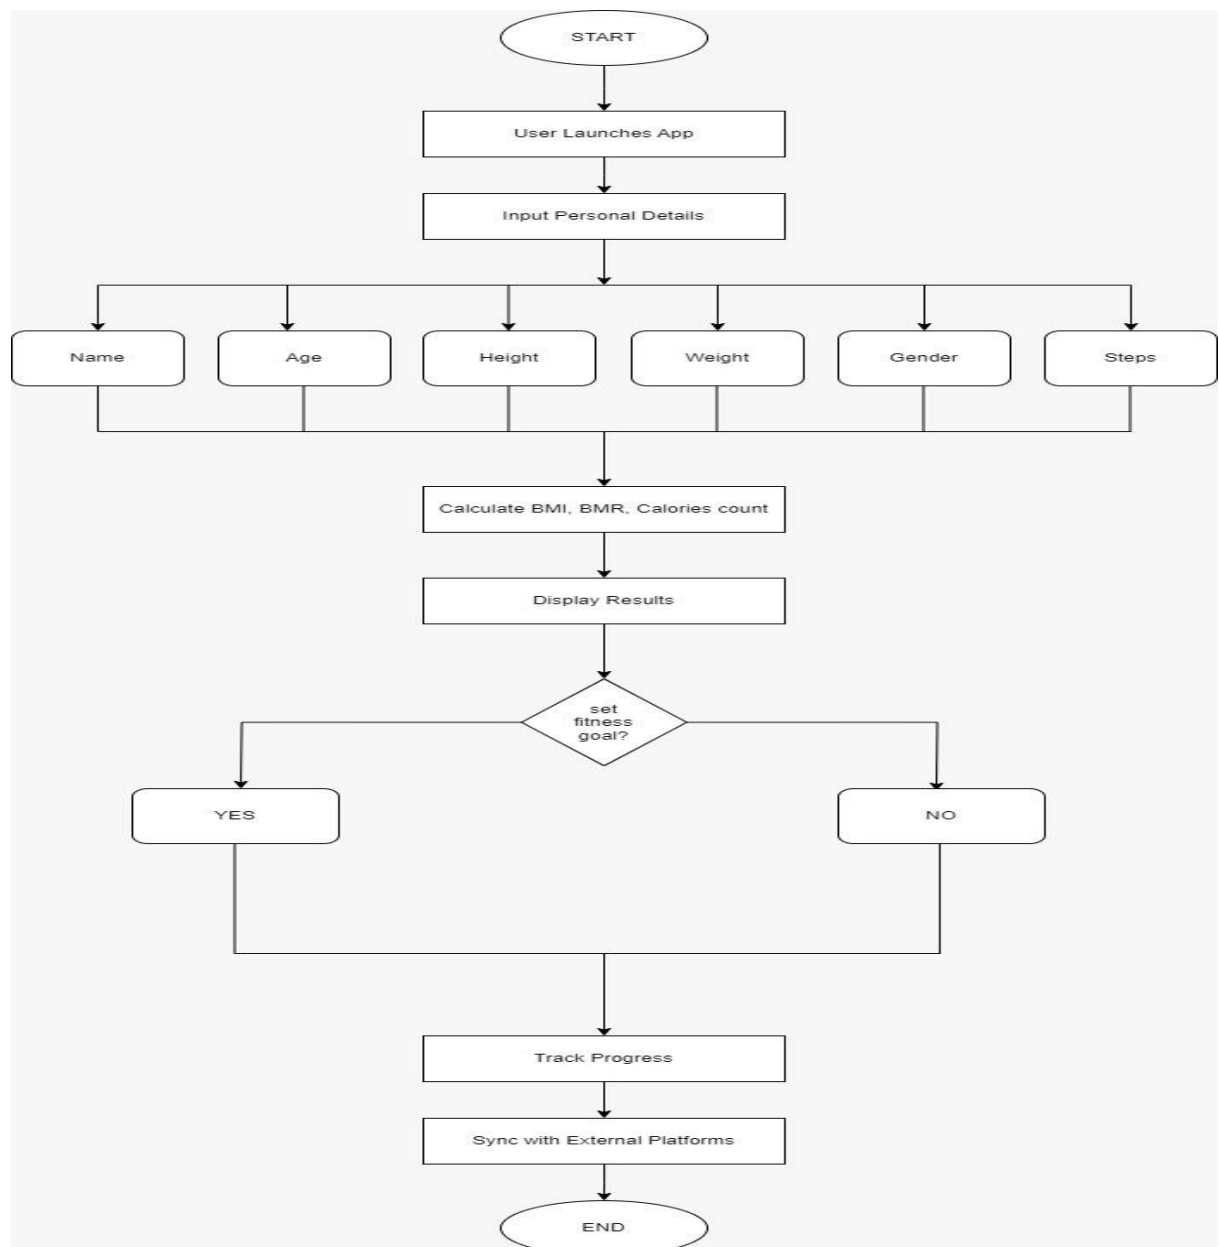 START
User Launches App
Input Personal Details
Name
Age
Height
Weight
Gender
Steps
Calculate BMI, BMR, Calories count
Display Results
set
fitness
goal?
YES
NO
Track Progress
Sync with External Platforms
END